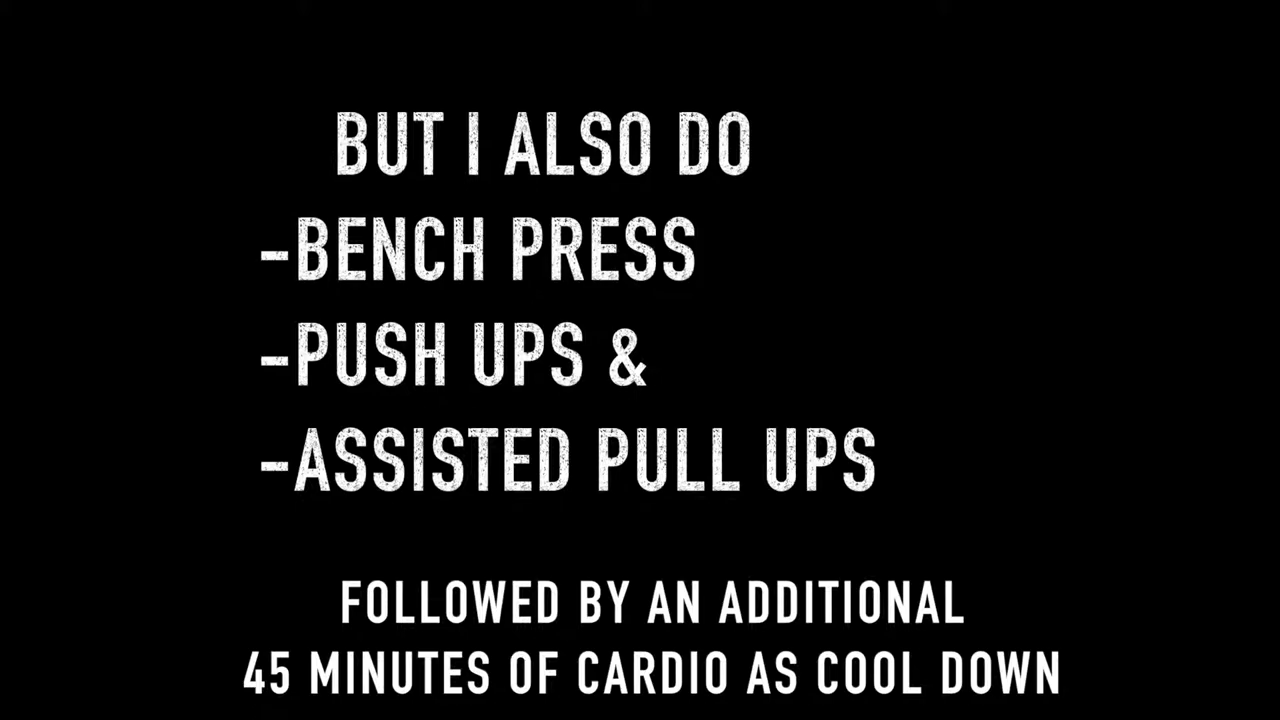 BUT I ALSO DO
-BENCH PRESS
-PUSH UPS &
-ASSISTED PULL UPS
FOLLOWED BY AN ADDITIONAL
45 MINUTES OF CARDIO AS COOL DOWN